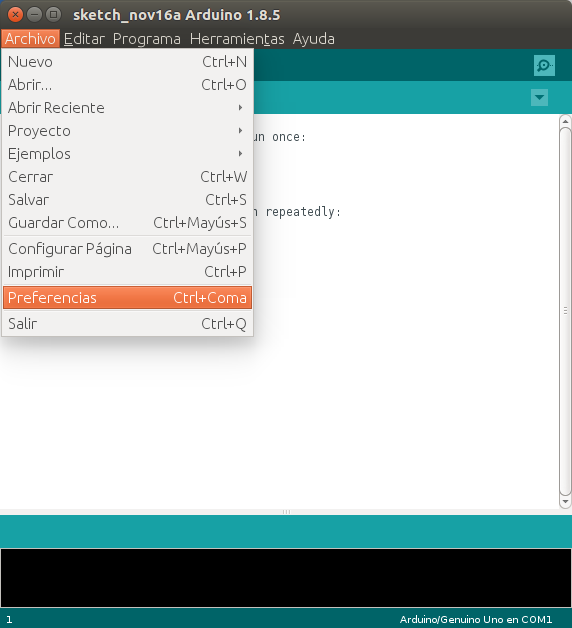 sketch_nov16a Arduino 1.8.5
Archivo Editar Programa Herramientas Ayuda
Nuevo Ctrl+N
Abrir... Ctrl+O
Abrir Reciente
Proyecto
Ejemplos
Cerrar Ctrl+W
Salvar Ctrl+S
Guardar Como... Ctrl+Mayús+S
Configurar Página Ctrl+Mayús+P
Imprimir Ctrl+P
Preferencias Ctrl+Coma
Salir Ctrl+Q
un once:
n repeatedly:
1 Arduino/Genuino Uno en COM1